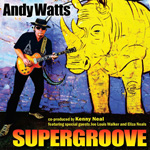 Andy Watts
co-produced by Kenny Neal
featuring special guests Joe Louis Walker and Eliza Neals
SUPERGROOVE